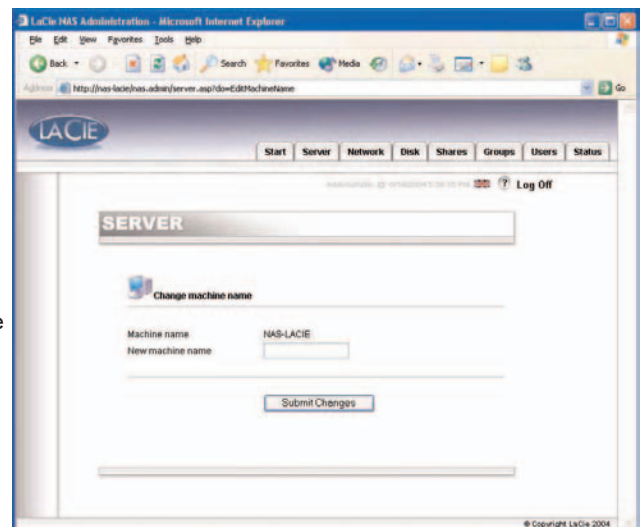 LaCie NAS Administration - Microsoft Internet Explorer
File Edit View Favorites Tools Help
Back Search Favorites Media
Address http://nas-lacie/nas.admin/server.asp?do=EditMachineName Go
LACIE
Start Server Network Disk Shares Groups Users Status
? Log Off
SERVER
Change machine name
e
Machine name NAS-LACIE
New machine name
Submit Changes
© Copyright LaCie 2004